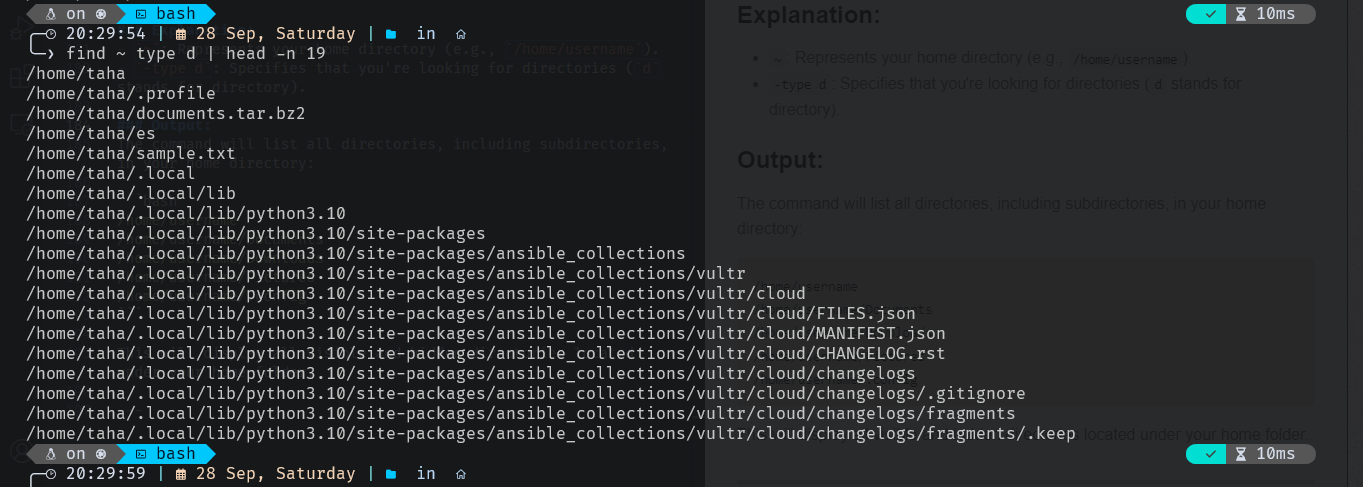 on bash 10ms
20:29:54 | 28 Sep, Saturday | in
> find ~ type d | head -n 19
/home/taha
/home/taha/.profile
/home/taha/documents.tar.bz2
/home/taha/es
/home/taha/sample.txt
/home/taha/.local
/home/taha/.local/lib
/home/taha/.local/lib/python3.10
/home/taha/.local/lib/python3.10/site-packages
/home/taha/.local/lib/python3.10/site-packages/ansible_collections
/home/taha/.local/lib/python3.10/site-packages/ansible_collections/vultr
/home/taha/.local/lib/python3.10/site-packages/ansible_collections/vultr/cloud
/home/taha/.local/lib/python3.10/site-packages/ansible_collections/vultr/cloud/FILES.json
/home/taha/.local/lib/python3.10/site-packages/ansible_collections/vultr/cloud/MANIFEST.json
/home/taha/.local/lib/python3.10/site-packages/ansible_collections/vultr/cloud/CHANGELOG.rst
/home/taha/.local/lib/python3.10/site-packages/ansible_collections/vultr/cloud/changelogs
/home/taha/.local/lib/python3.10/site-packages/ansible_collections/vultr/cloud/changelogs/.gitignore
/home/taha/.local/lib/python3.10/site-packages/ansible_collections/vultr/cloud/changelogs/fragments
/home/taha/.local/lib/python3.10/site-packages/ansible_collections/vultr/cloud/changelogs/fragments/.keep
on bash 10ms
20:29:59 | 28 Sep, Saturday | in
Explanation:
~ Represents your home directory (e.g., /home/username)
-type d: Specifies that you're looking for directories (d stands for
directory).
Output:
The command will list all directories, including subdirectories, in your home
directory:
/home/username
located under your home folder.